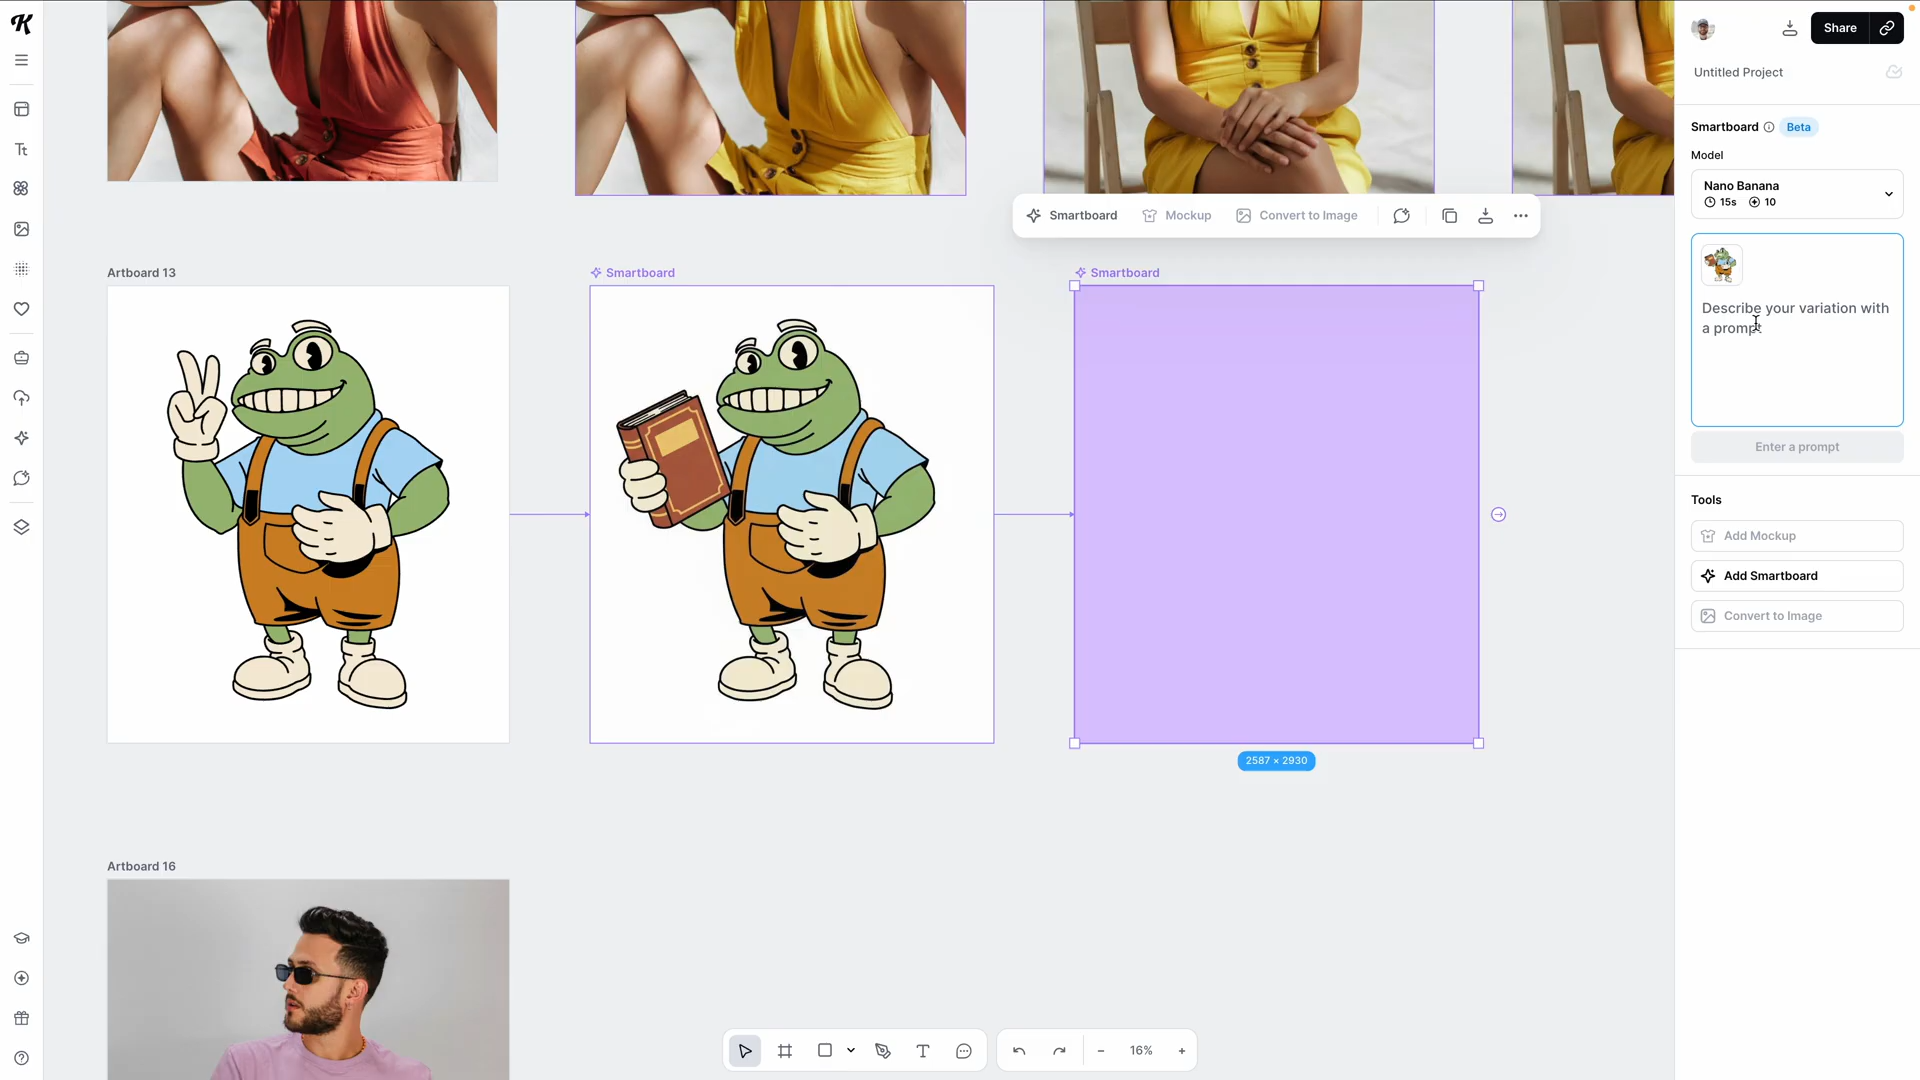 Share
Untitled Project
Smartboard Beta
Model
Nano Banana
15s 10
Describe your variation with
a prompt
Enter a prompt
Tools
Add Mockup
Add Smartboard
Convert to Image
Smartboard Mockup Convert to Image
Artboard 13
Smartboard
Smartboard
2587 × 2930
Artboard 16
16%